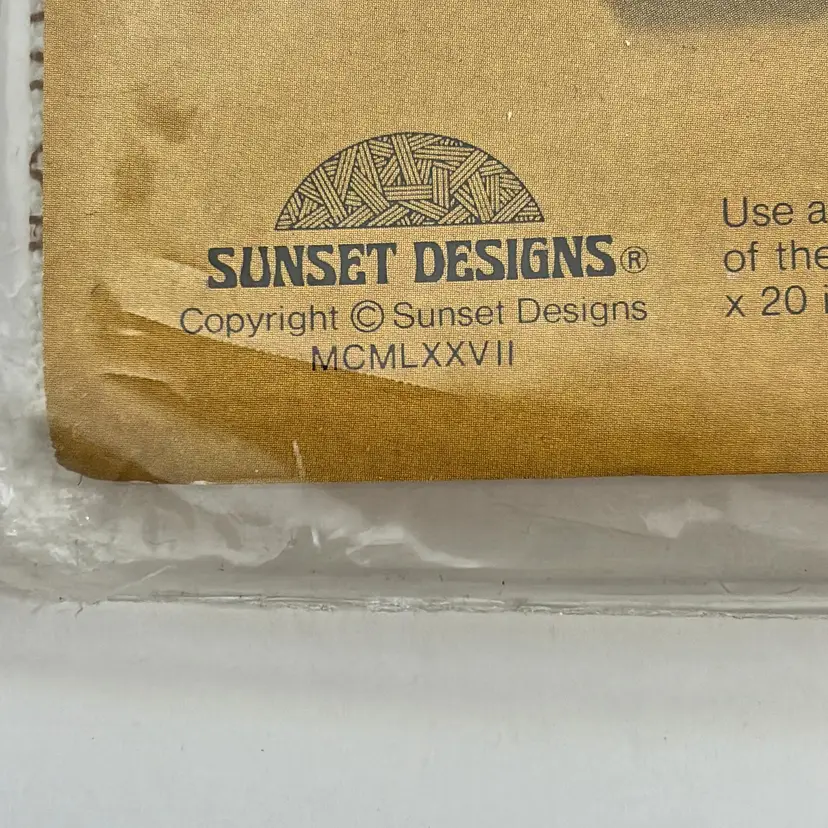 SUNSET DESIGNS®
Copyright © Sunset Designs
MCMLXXVII
Use a
of the
x 20 i